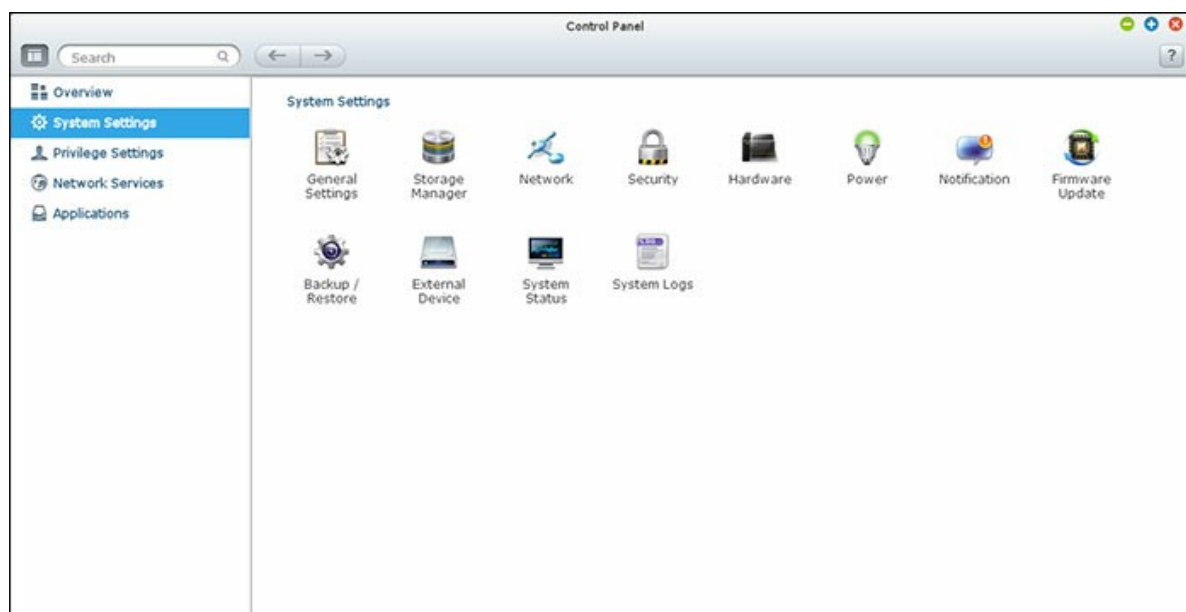 Control Panel
Search
?
Overview
System Settings
Privilege Settings
Network Services
Applications
System Settings
General
Settings
Storage
Manager
Network
Security
Hardware
Power
Notification
Firmware
Update
Backup /
Restore
External
Device
System
Status
System Logs